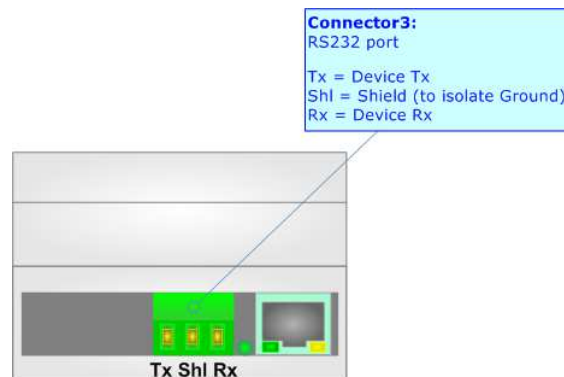 Connector3:
RS232 port
Tx = Device Tx
Shl = Shield (to isolate Ground)
Rx = Device Rx
Tx Shl Rx